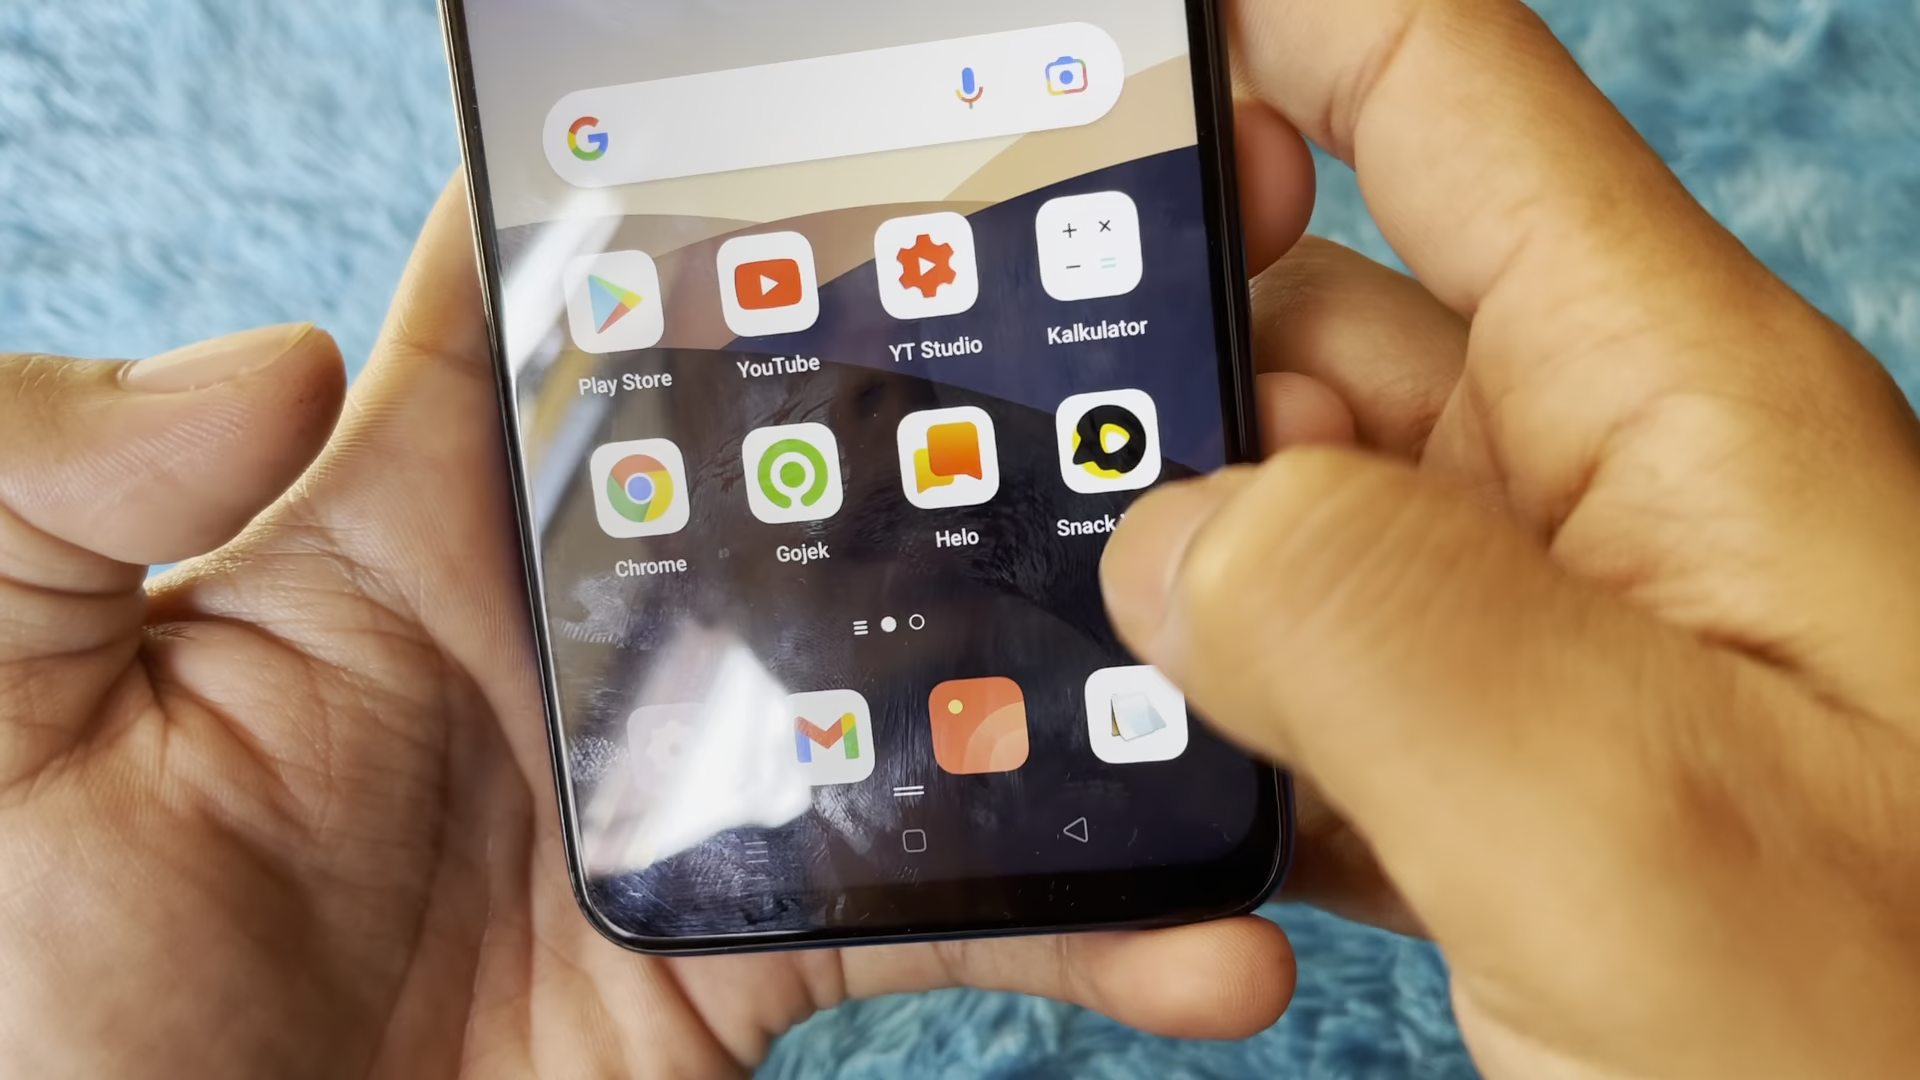 Play Store
YouTube
YT Studio
Kalkulator
Chrome
Gojek
Helo
Snack